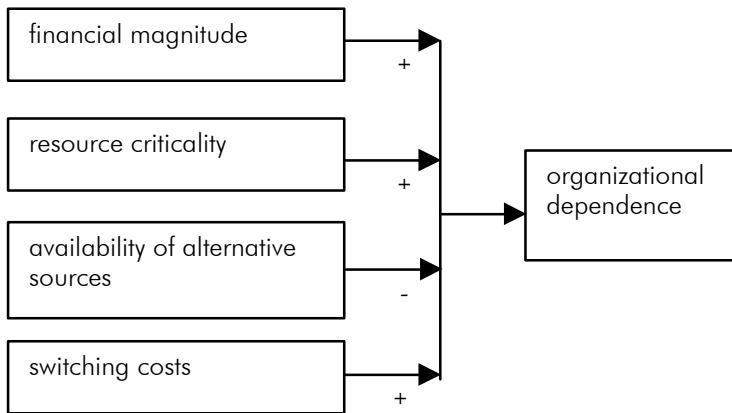 financial magnitude
+
resource criticality
+
organizational
dependence
availability of alternative
sources
-
switching costs
+